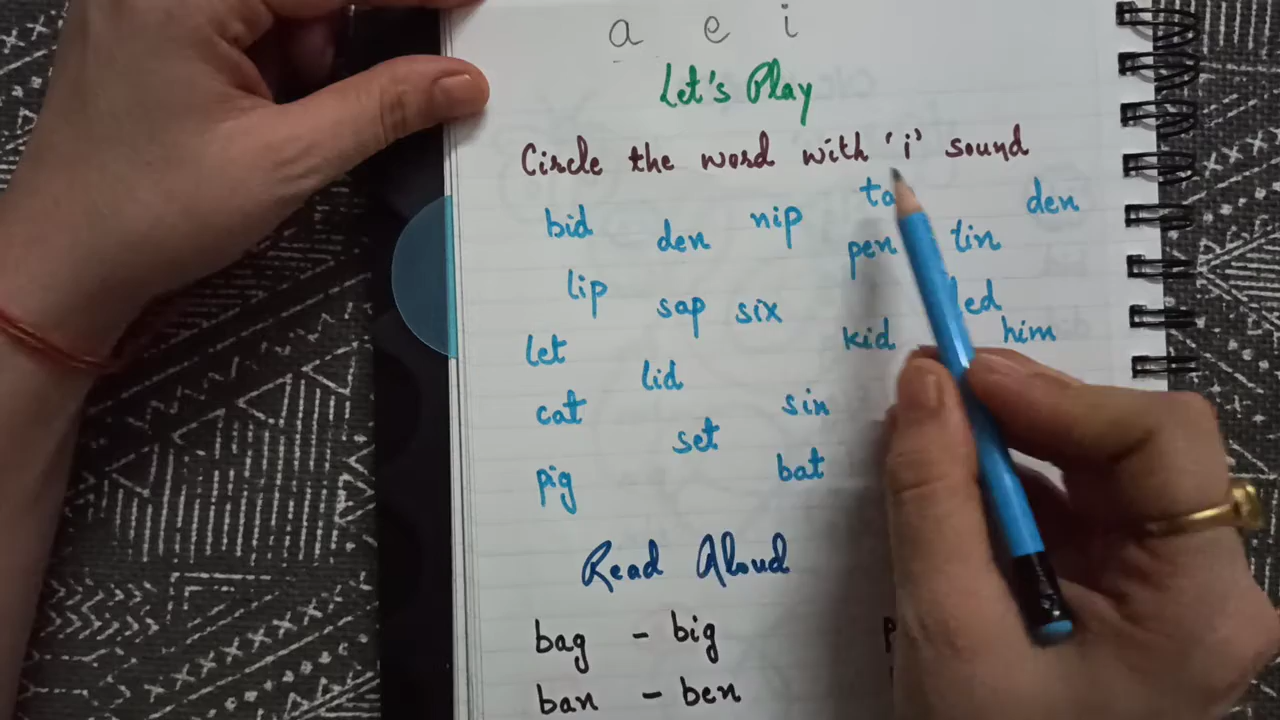 a e i
Let's Play
Circle the word with 'i' sound
bid den nip den
pen tin
lip sap six led
let kid him
lid
cat sin
set
pig bat
Read Aloud
bag - big
ban - ben